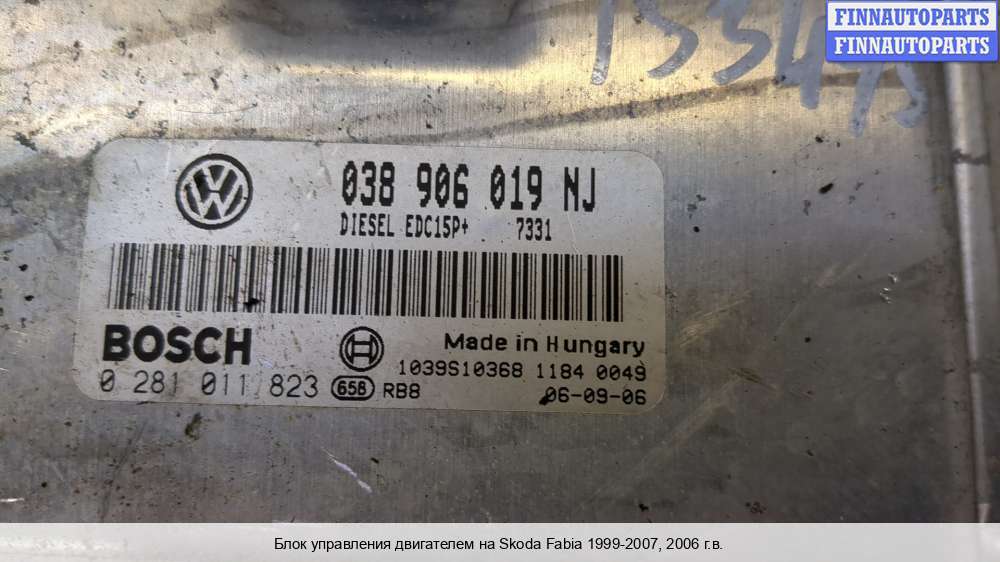 FINNAUTOPARTS
FINNAUTOPARTS
038 906 019 NJ
DIESEL EDC15P+ 7331
BOSCH
Made in Hungary
1039S10368 1184 0049
0 281 011 823 658 RB8 06-09-06
Блок управления двигателем на Skoda Fabia 1999-2007, 2006 г.в.